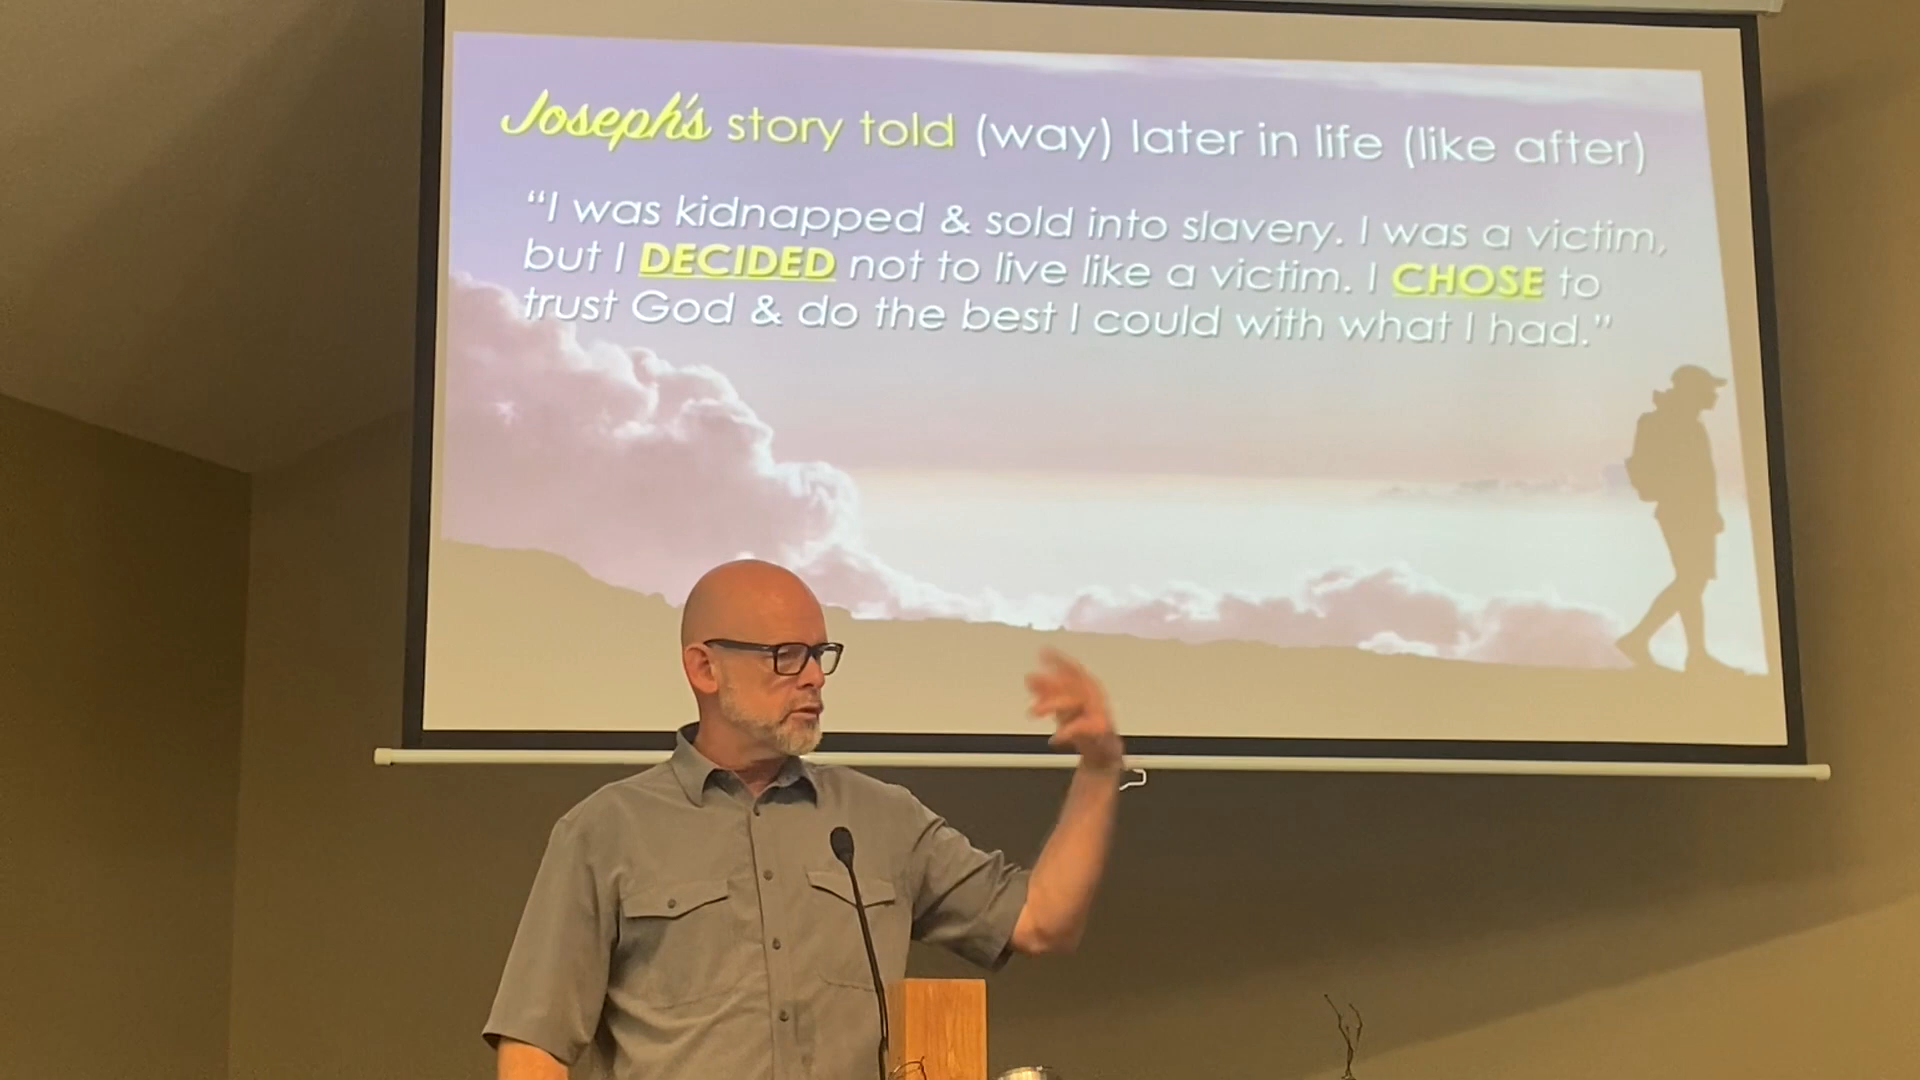 Joseph's story told (way) later in life (like after)
“I was kidnapped & sold into slavery. I was a victim,
but I DECIDED not to live like a victim. I CHOSE to
trust God & do the best I could with what I had.”